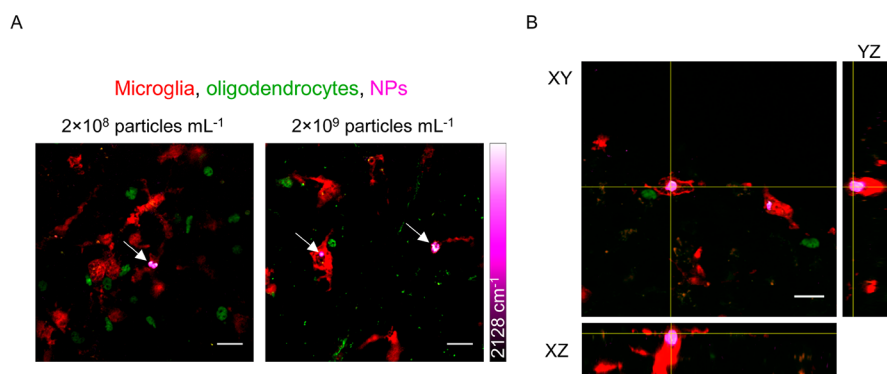 A
Microglia, oligodendrocytes, NPs
2×10⁸ particles mL⁻¹
2×10⁹ particles mL⁻¹
2128 cm⁻¹
B
XY
YZ
XZ